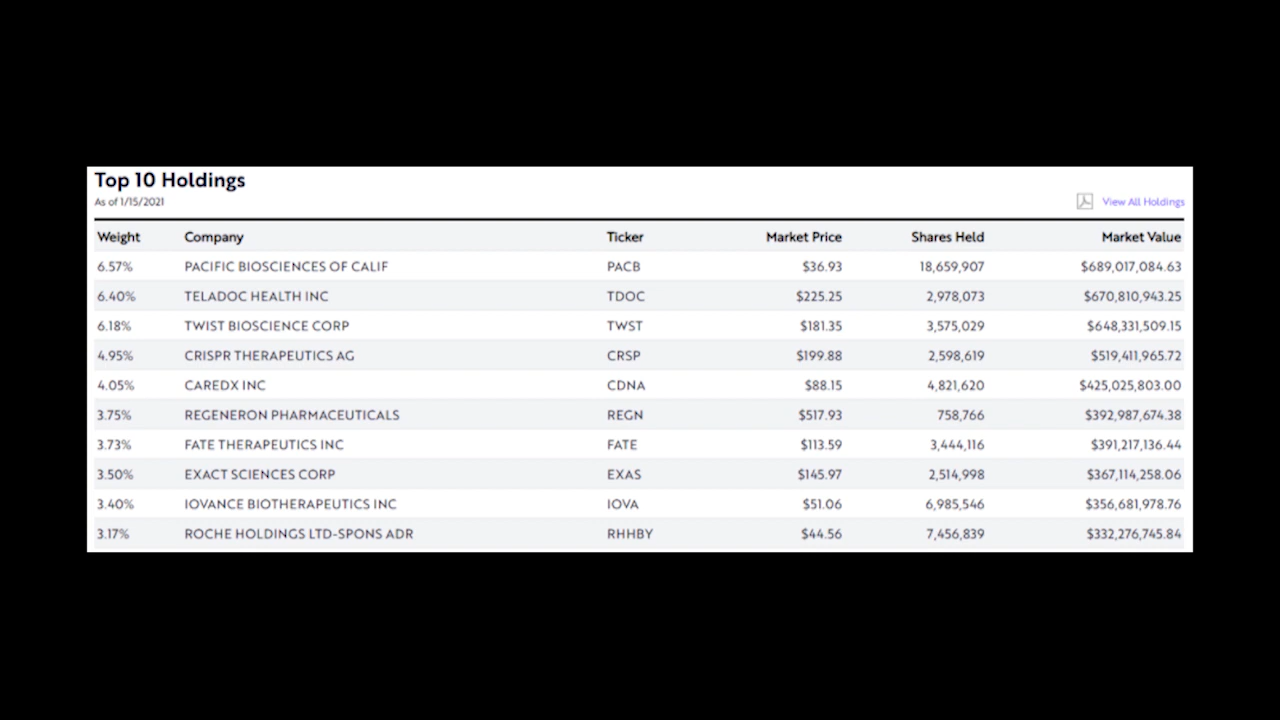 Top 10 Holdings
As of 1/15/2021 View All Holdings
Weight Company Ticker Market Price Shares Held Market Value
6.57% PACIFIC BIOSCIENCES OF CALIF PACB $36.93 18,659,907 $689,017,084.63
6.40% TELADOC HEALTH INC TDOC $225.25 2,978,073 $670,810,943.25
6.18% TWIST BIOSCIENCE CORP TWST $181.35 3,575,029 $648,331,509.15
4.95% CRISPR THERAPEUTICS AG CRSP $199.88 2,598,619 $519,411,965.72
4.05% CAREDX INC CDNA $88.15 4,821,620 $425,025,803.00
3.75% REGENERON PHARMACEUTICALS REGN $517.93 758,766 $392,987,674.38
3.73% FATE THERAPEUTICS INC FATE $113.59 3,444,116 $391,217,136.44
3.50% EXACT SCIENCES CORP EXAS $145.97 2,514,998 $367,114,258.06
3.40% IOVANCE BIOTHERAPEUTICS INC IOVA $51.06 6,985,546 $356,681,978.76
3.17% ROCHE HOLDINGS LTD-SPONS ADR RHHBY $44.56 7,456,839 $332,276,745.84